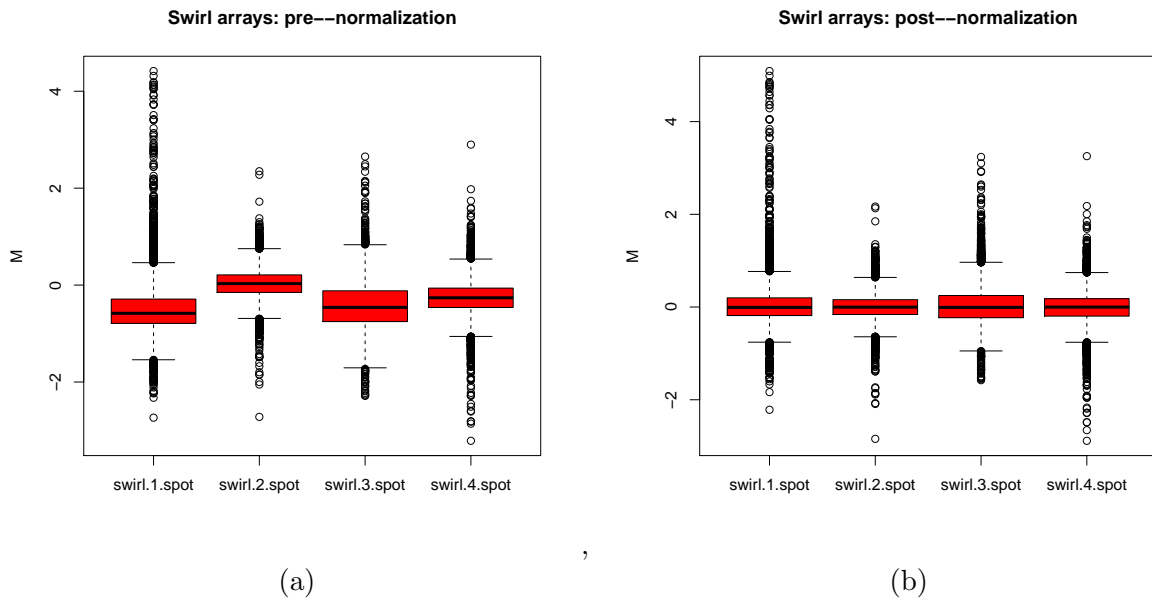 Swirl arrays: pre−−normalization
Swirl arrays: post−−normalization
M
4
2
0
−2
swirl.1.spot swirl.2.spot swirl.3.spot swirl.4.spot
M
4
2
0
−2
swirl.1.spot swirl.2.spot swirl.3.spot swirl.4.spot
,
(a)
(b)